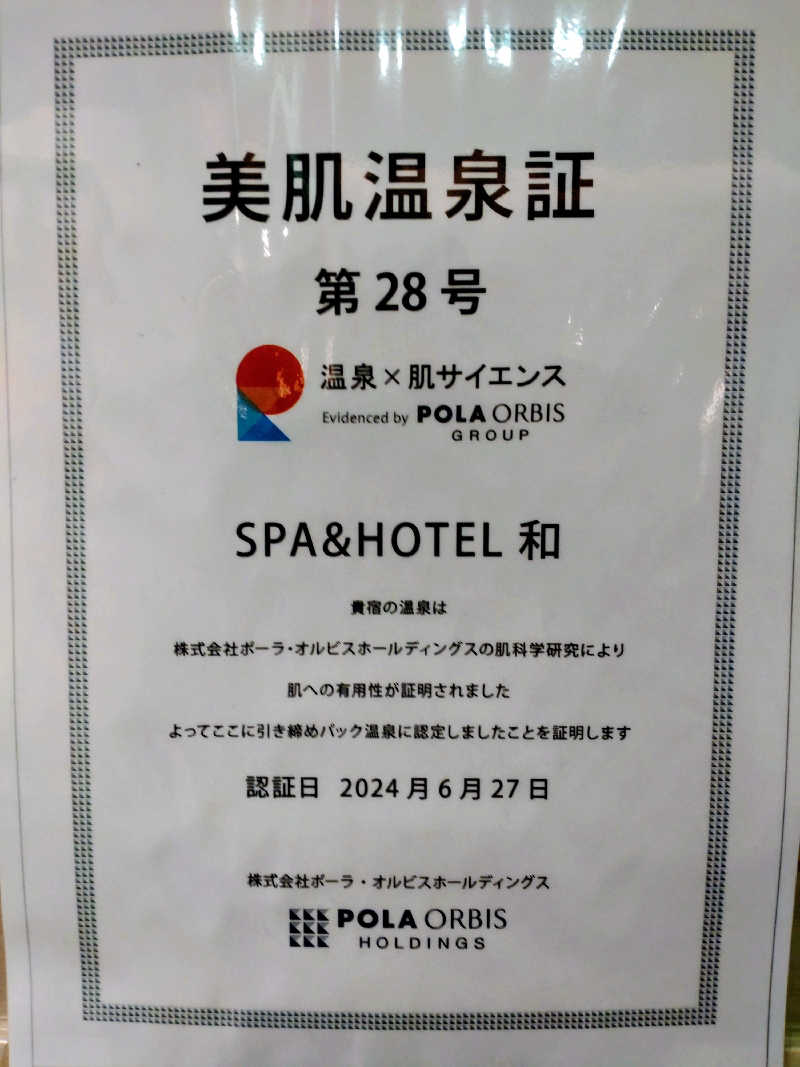 美肌温泉証
第28号
温泉×肌サイエンス
Evidenced by POLA ORBIS
GROUP
SPA&HOTEL 和
貴宿の温泉は
株式会社ポーラ・オルビスホールディングスの肌科学研究により
肌への有用性が証明されました
よってここに引き締めパック温泉に認定しましたことを証明します
認証日 2024月6月27日
株式会社ポーラ・オルビスホールディングス
POLA ORBIS
HOLDINGS